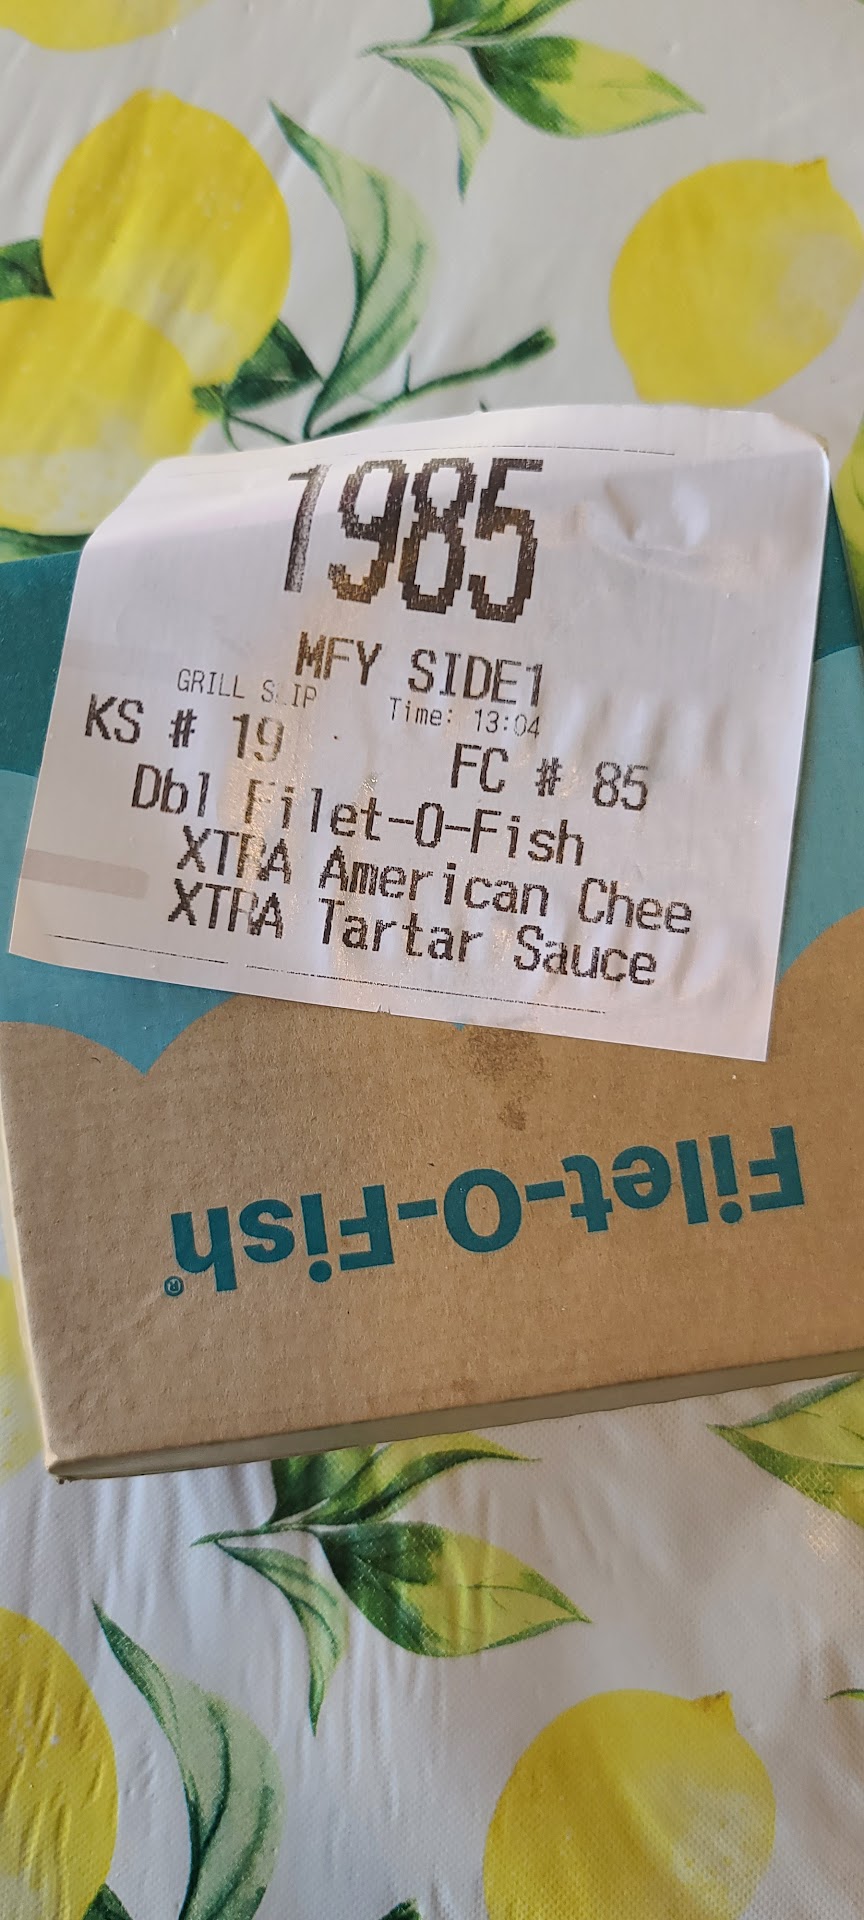 1985
MFY SIDE1
GRILL SLIP Time: 13:04
KS # 19 FC # 85
Dbl Filet-O-Fish
XTRA American Chee
XTRA Tartar Sauce
Filet-O-Fish®